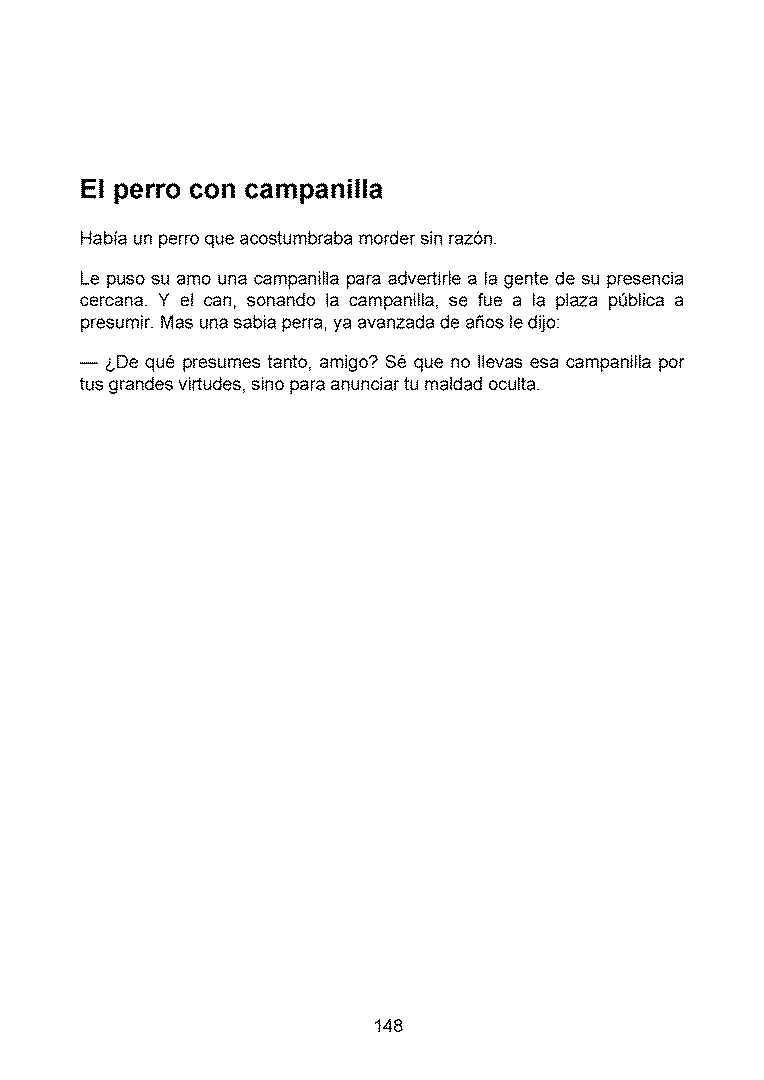 El perro con campanilla
Había un perro que acostumbraba morder sin razón.
Le puso su amo una campanilla para advertirle a la gente de su presencia
cercana. Y el can, sonando la campanilla, se fue a la plaza pública a
presumir. Mas una sabia perra, ya avanzada de años le dijo:
— ¿De qué presumes tanto, amigo? Sé que no llevas esa campanilla por
tus grandes virtudes, sino para anunciar tu maldad oculta.
148